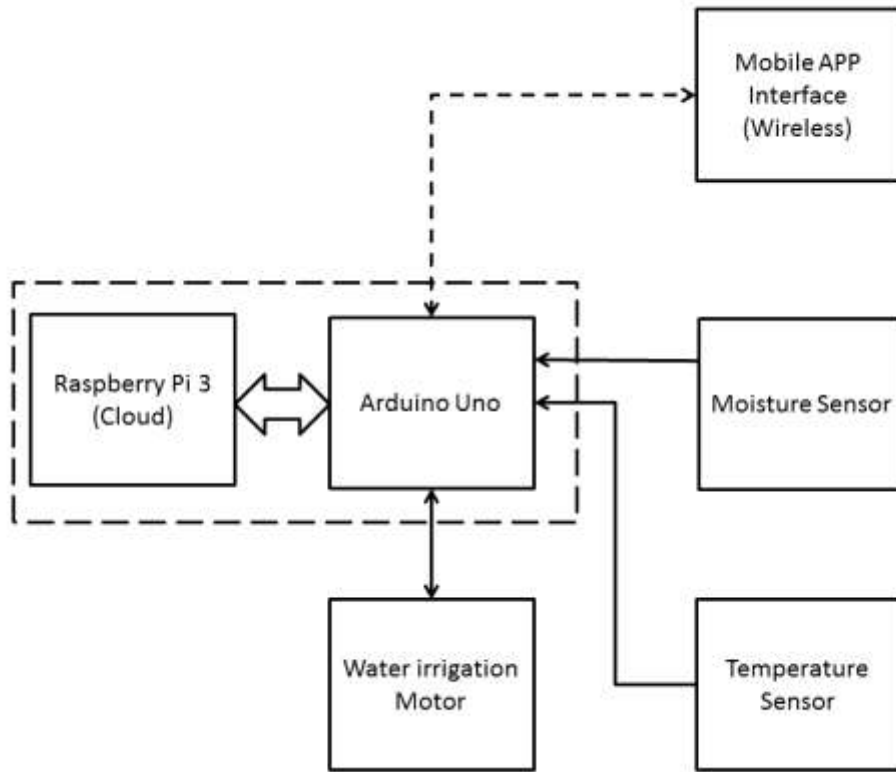 Mobile APP
Interface
(Wireless)
Raspberry Pi 3
(Cloud)
Arduino Uno
Moisture Sensor
Water irrigation
Motor
Temperature
Sensor